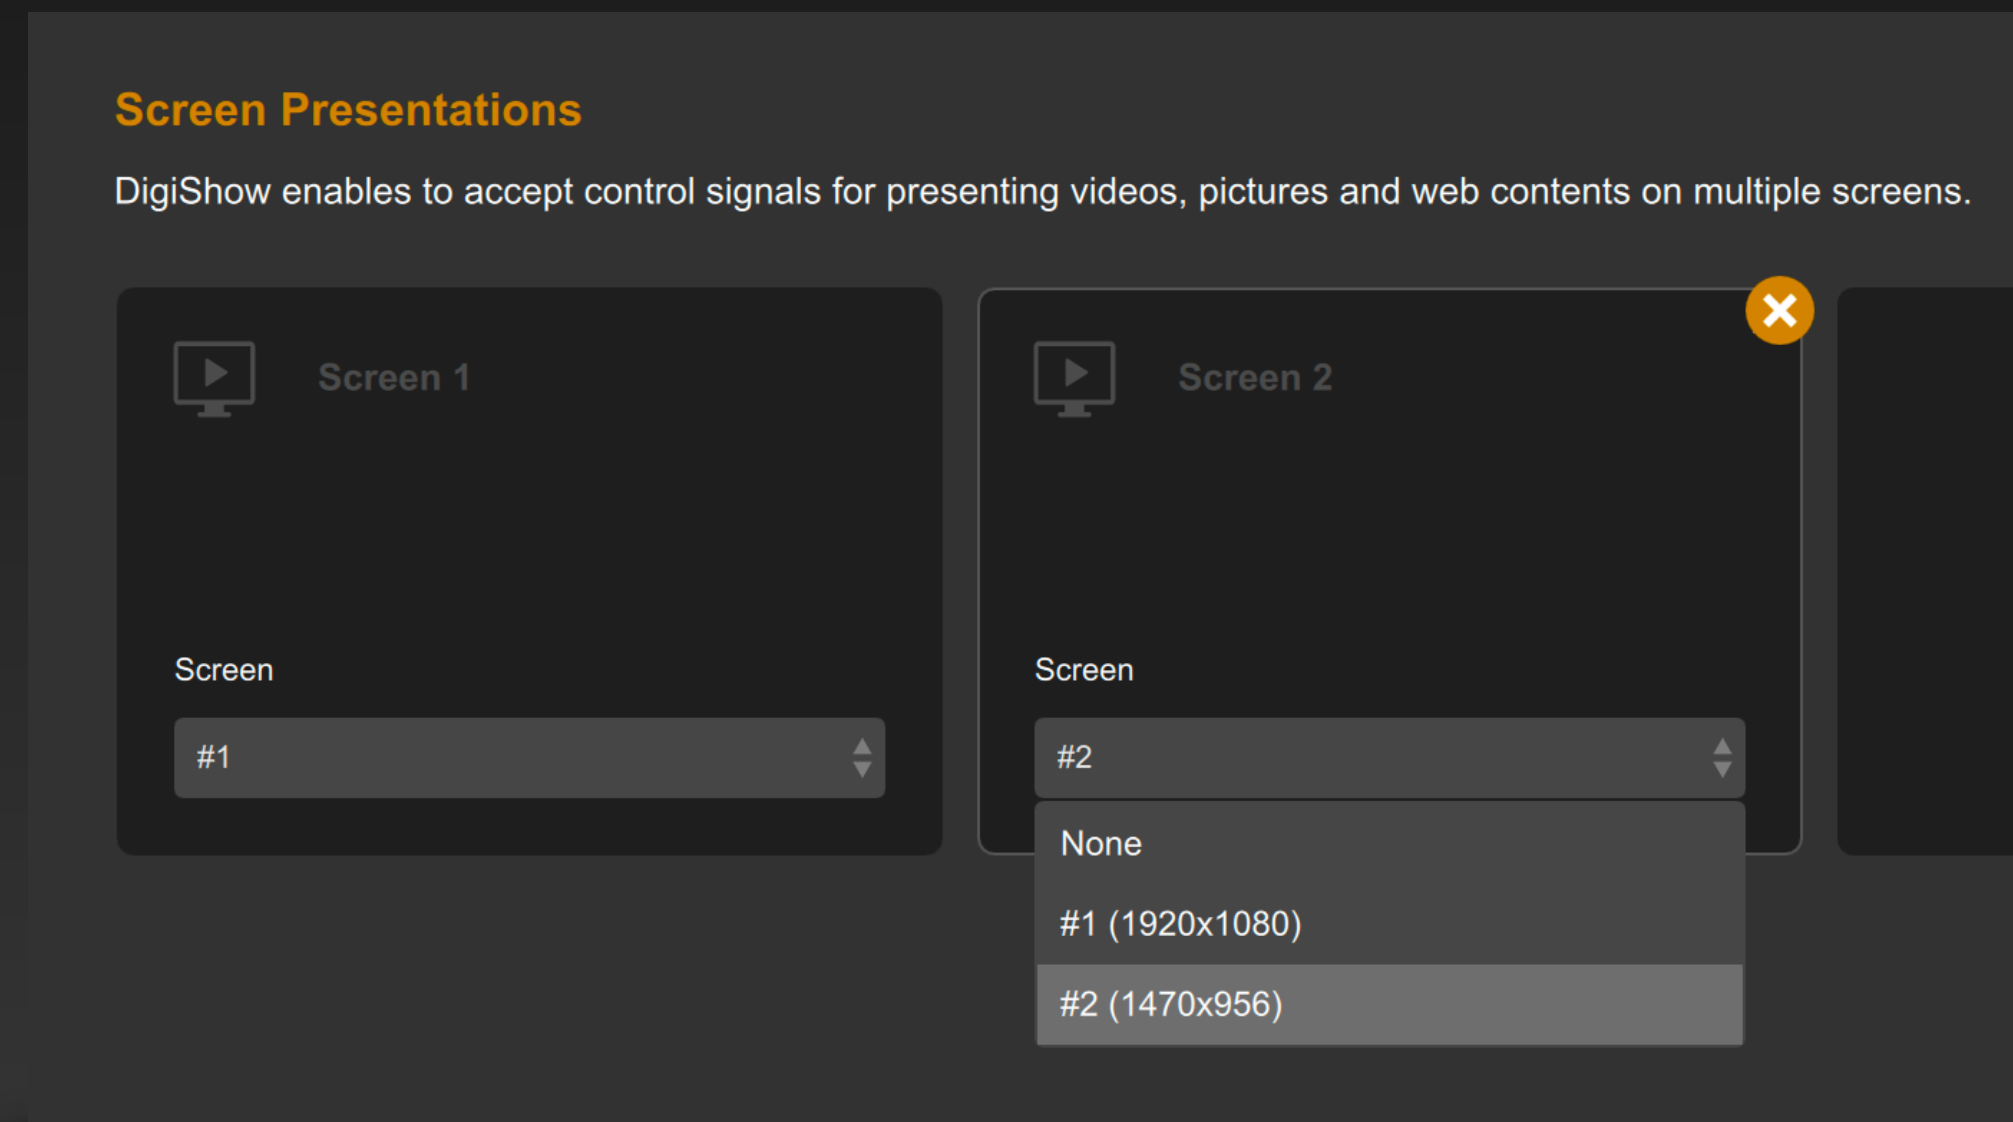 Screen Presentations
DigiShow enables to accept control signals for presenting videos, pictures and web contents on multiple screens.
Screen 1
Screen
#1
Screen 2
Screen
#2
None
#1 (1920x1080)
#2 (1470x956)